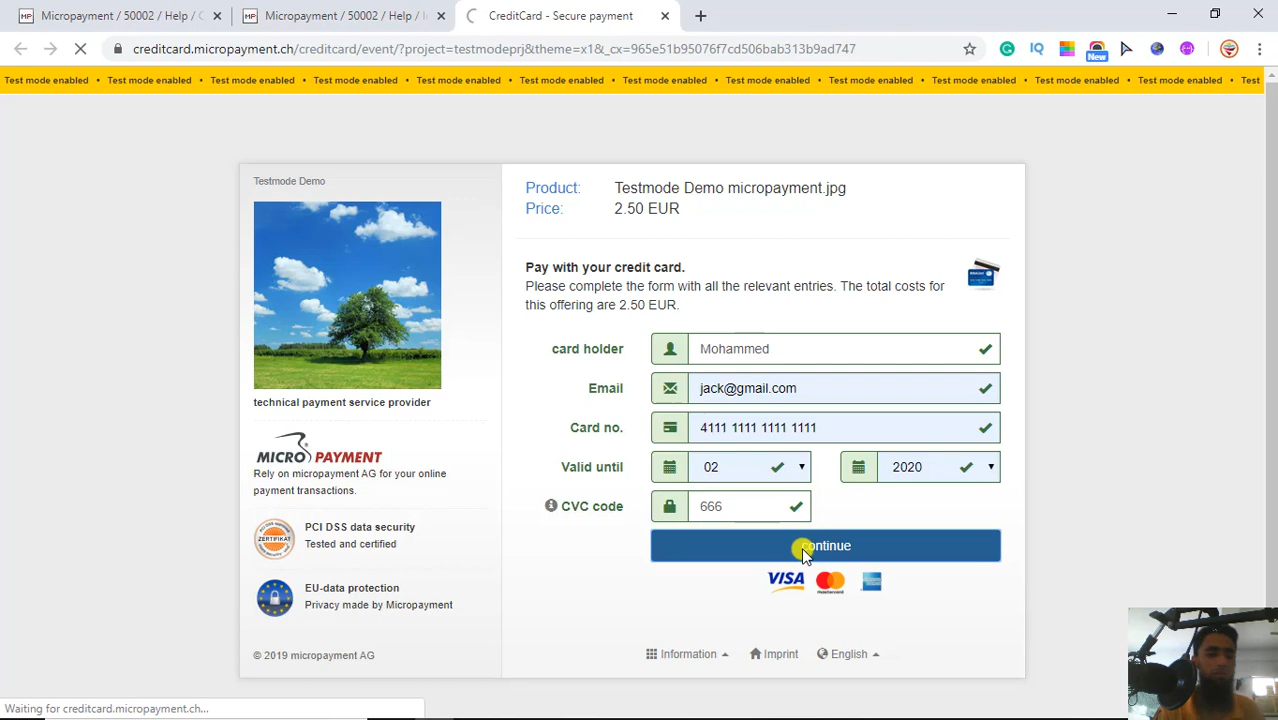 Micropayment / 50002 / Help / C
Micropayment / 50002 / Help / I
CreditCard - Secure payment
creditcard.micropayment.ch/creditcard/event/?project=testmodeprj&theme=x1&_cx=965e51b95076f7cd506bab313b9ad747
IQ
New
Test mode enabled • Test mode enabled • Test mode enabled • Test mode enabled • Test mode enabled • Test mode enabled • Test mode enabled • Test mode enabled • Test mode enabled • Test mode enabled • Test mode enabled • Test mode enabled • Test
Testmode Demo
Product: Testmode Demo micropayment.jpg
Price: 2.50 EUR
Pay with your credit card.
Please complete the form with all the relevant entries. The total costs for
this offering are 2.50 EUR.
card holder Mohammed
Email jack@gmail.com
Card no. 4111 1111 1111 1111
Valid until 02 2020
CVC code 666
continue
VISA mastercard
technical payment service provider
MICROPAYMENT
Rely on micropayment AG for your online
payment transactions.
ZERTIFIKAT
PCI DSS data security
Tested and certified
EU-data protection
Privacy made by Micropayment
© 2019 micropayment AG
Information Imprint English
Waiting for creditcard.micropayment.ch...